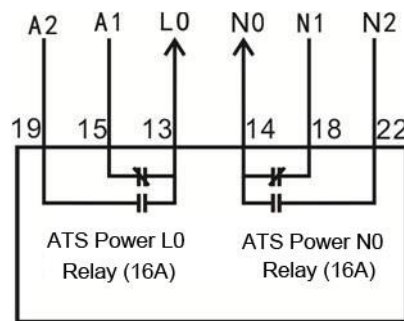 A2 A1 L0 N0 N1 N2
19 15 13 14 18 22
ATS Power L0 ATS Power N0
Relay (16A) Relay (16A)